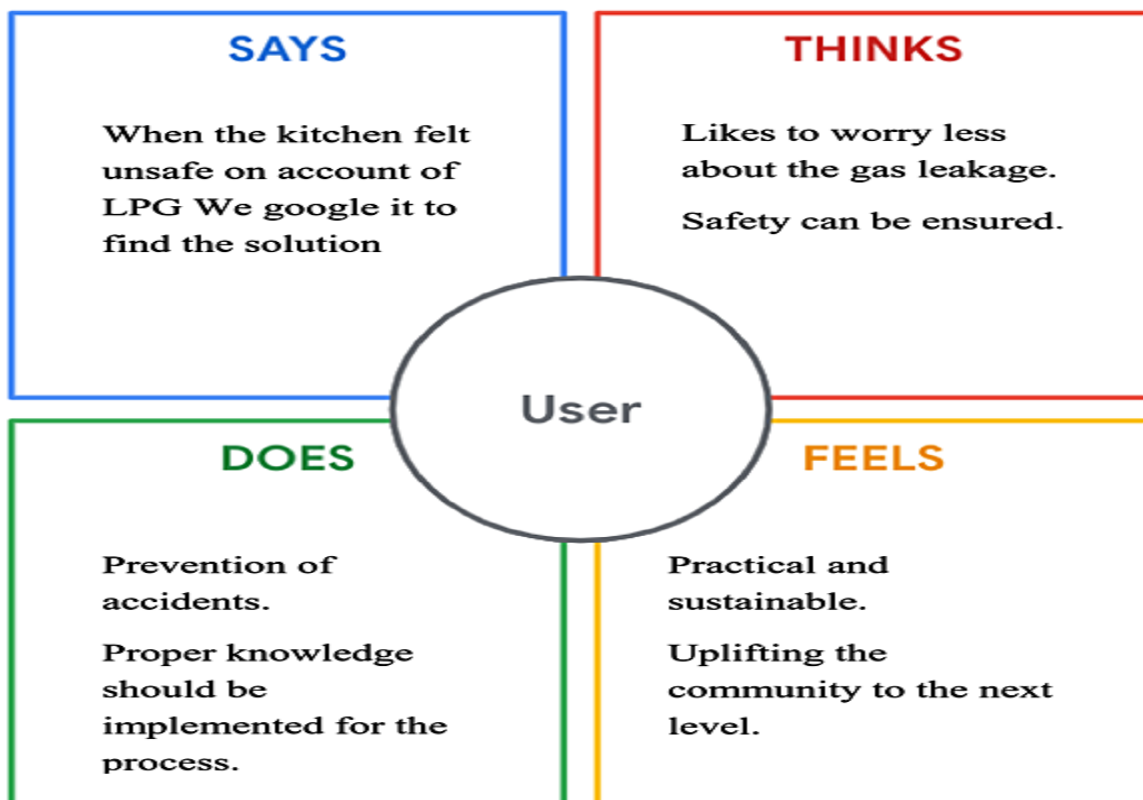 SAYS
When the kitchen felt
unsafe on account of
LPG We google it to
find the solution
THINKS
Likes to worry less
about the gas leakage.
Safety can be ensured.
User
DOES
Prevention of
accidents.
Proper knowledge
should be
implemented for the
process.
FEELS
Practical and
sustainable.
Uplifting the
community to the next
level.